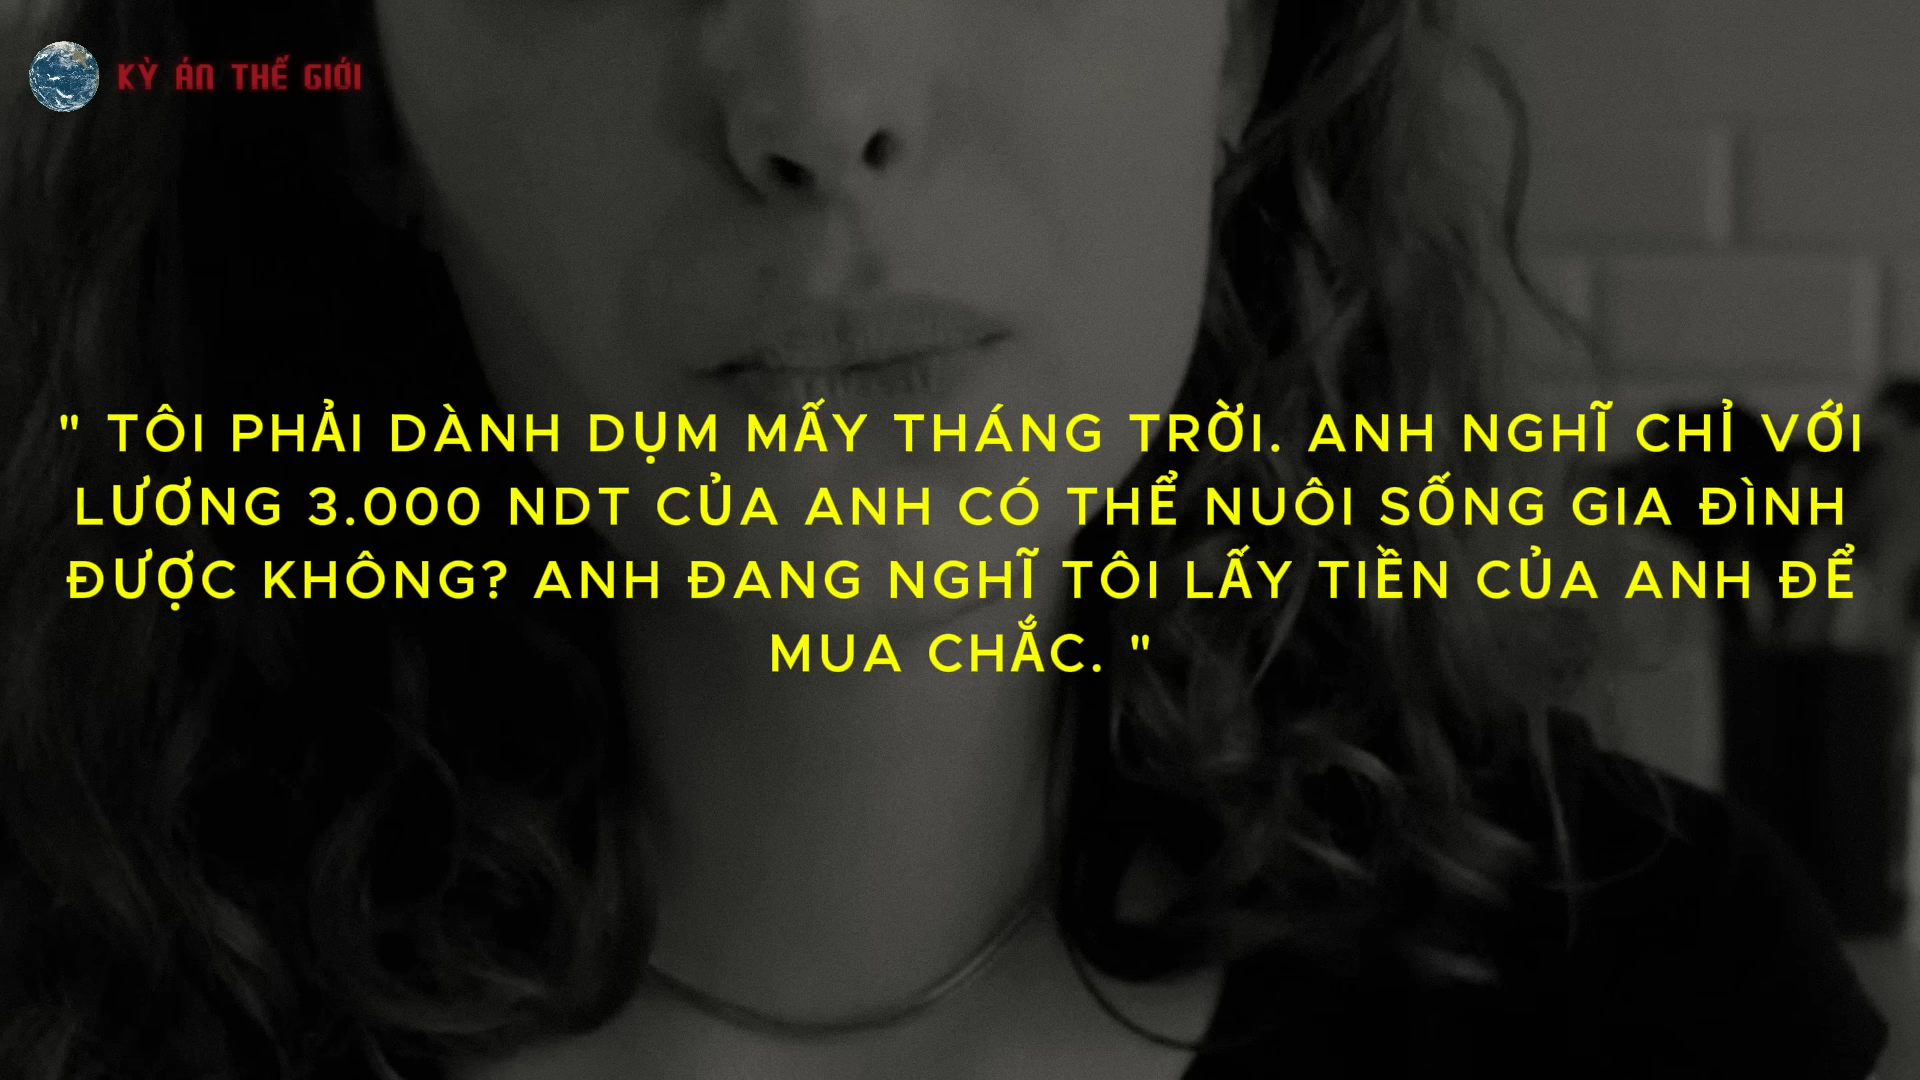 KỲ ÁN THẾ GIỚI
" TÔI PHẢI DÀNH DỤM MẤY THÁNG TRỜI. ANH NGHĨ CHỈ VỚI
LƯƠNG 3.000 NDT CỦA ANH CÓ THỂ NUÔI SỐNG GIA ĐÌNH
ĐƯỢC KHÔNG? ANH ĐANG NGHĨ TÔI LẤY TIỀN CỦA ANH ĐỂ
MUA CHẮC. "